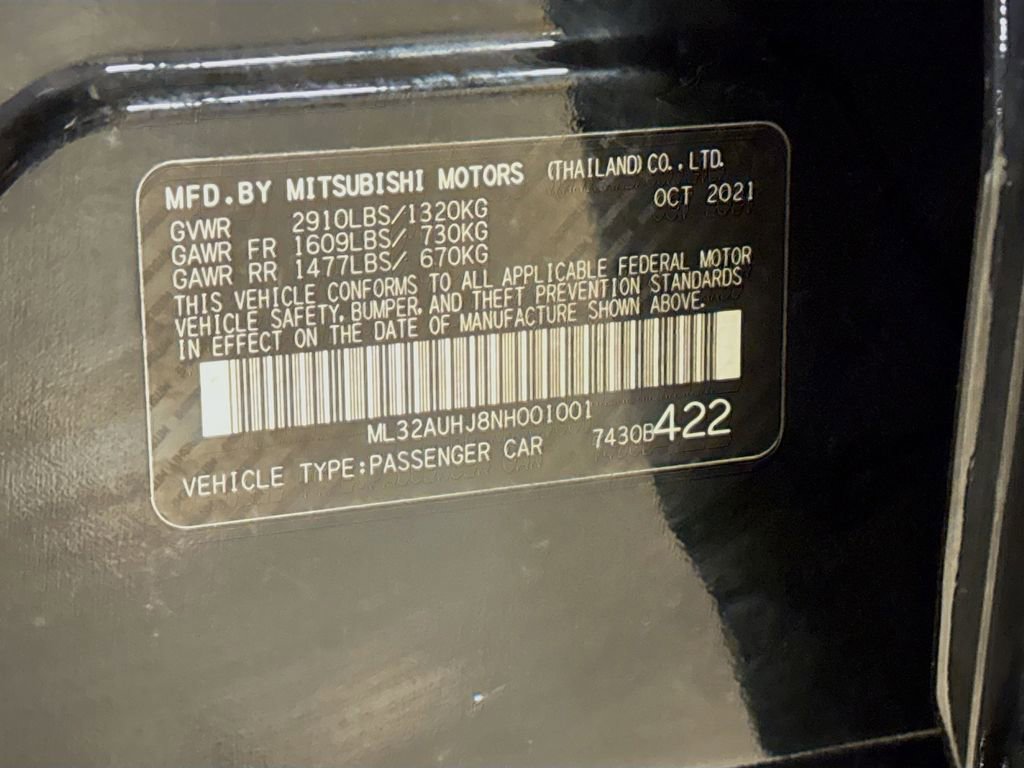 MFD.BY MITSUBISHI MOTORS (THAILAND) CO.,LTD.
OCT 2021
GVWR 2910LBS/1320KG
GAWR FR 1609LBS/ 730KG
GAWR RR 1477LBS/ 670KG
THIS VEHICLE CONFORMS TO ALL APPLICABLE FEDERAL MOTOR
VEHICLE SAFETY, BUMPER, AND THEFT PREVENTION STANDARDS
IN EFFECT ON THE DATE OF MANUFACTURE SHOWN ABOVE.
ML32AUHJ8NH001001
7430B422
VEHICLE TYPE:PASSENGER CAR